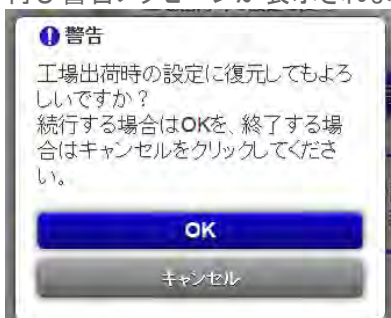 警告
工場出荷時の設定に復元してもよろ
しいですか？
続行する場合はOKを、終了する場
合はキャンセルをクリックしてくださ
い。
OK
キャンセル